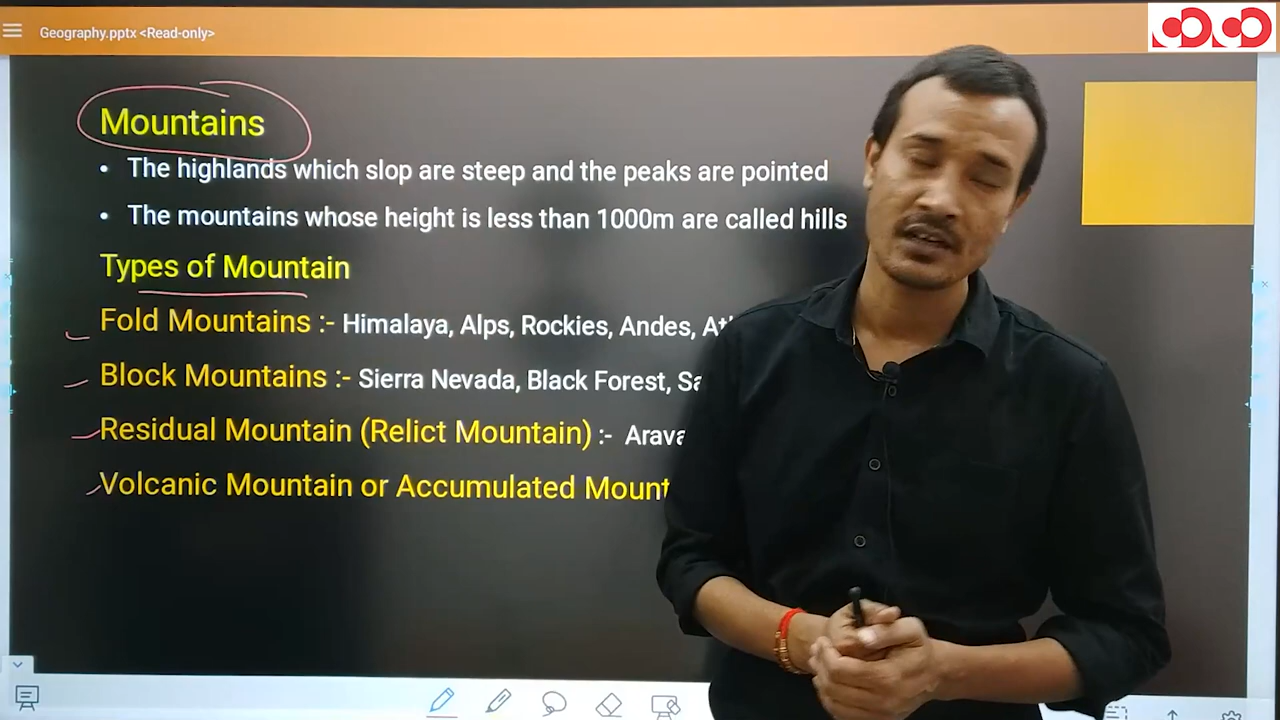 Geography.pptx <Read-only>
Mountains
• The highlands which slop are steep and the peaks are pointed
• The mountains whose height is less than 1000m are called hills
Types of Mountain
Fold Mountains :- Himalaya, Alps, Rockies, Andes,
Block Mountains :- Sierra Nevada, Black Forest,
Residual Mountain (Relict Mountain) :-
Volcanic Mountain or Accumulated